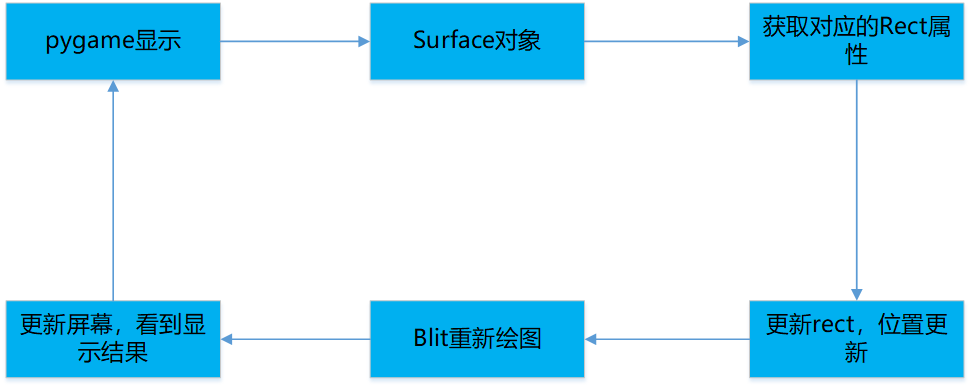 pygame显示
Surface对象
获取对应的Rect属
性
更新屏幕，看到显
示结果
Blit重新绘图
更新rect，位置更
新